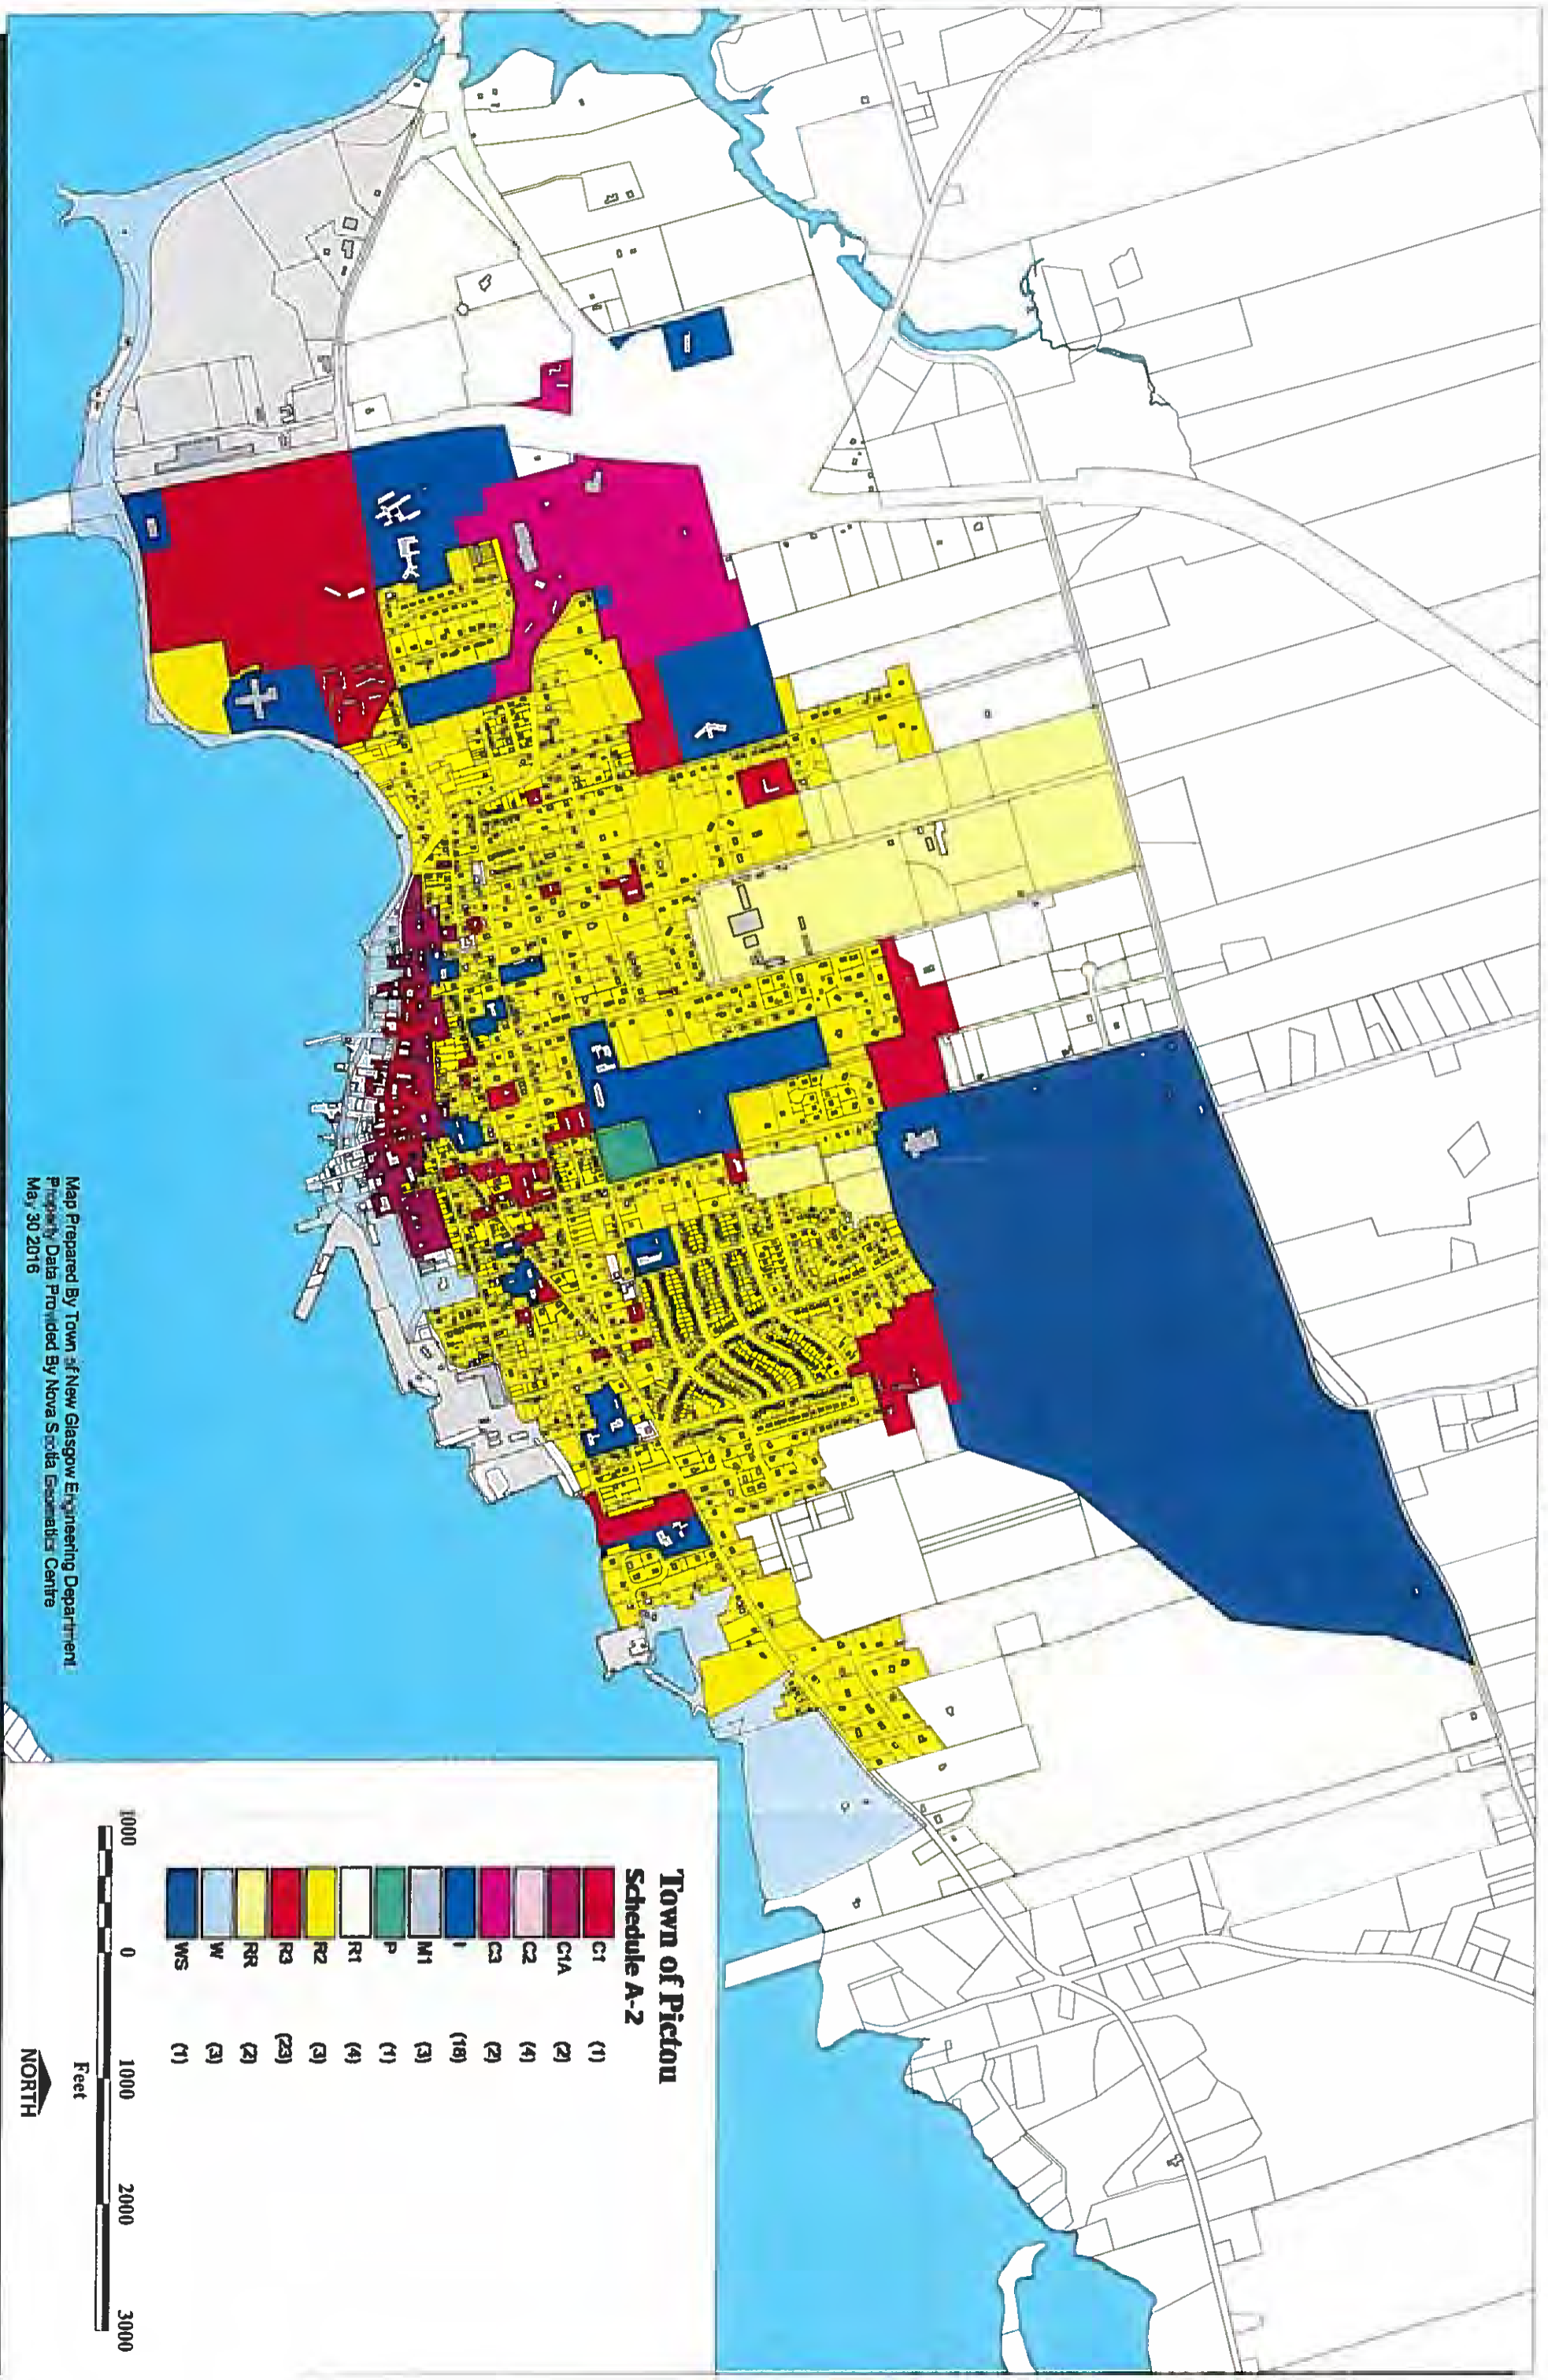 Town of Pictou
Schedule A-2
C1 (1)
C1A (2)
C2 (4)
C3 (2)
I (18)
M1 (3)
P (1)
R1 (4)
R2 (3)
R3 (23)
RR (2)
W (3)
WS (1)
1000 0 1000 2000 3000
Feet
NORTH
Map Prepared By Town of New Glasgow Engineering Department
Property Data Provided By Nova Scotia Geomatics Centre
May 30 2016